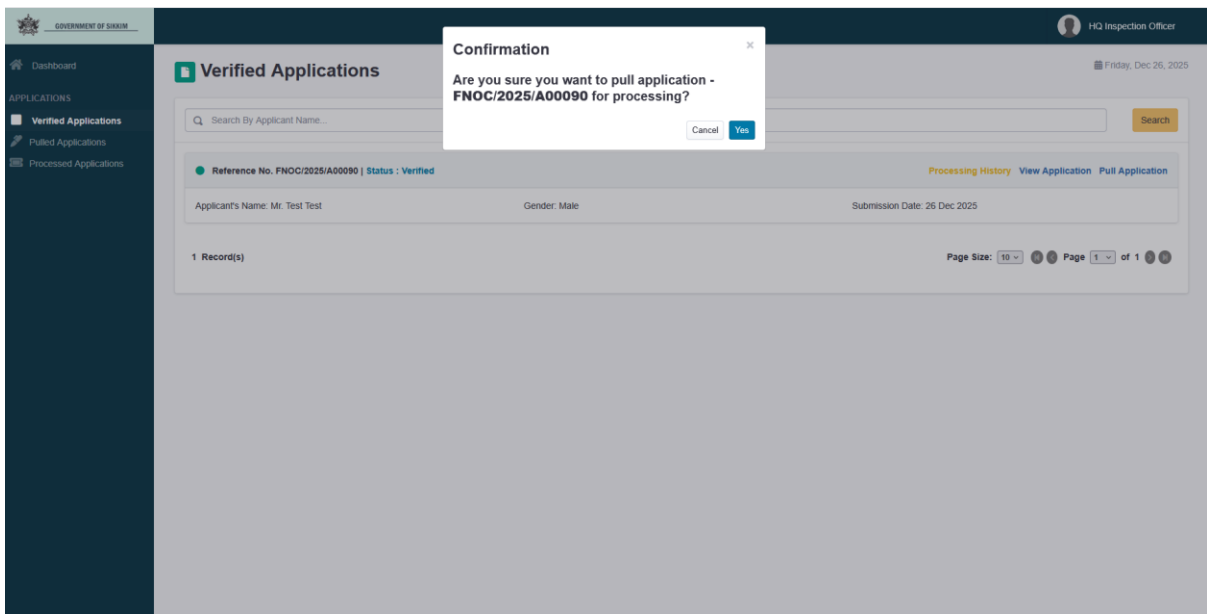 GOVERNMENT OF SIKKIM
HQ Inspection Officer
Dashboard
APPLICATIONS
Verified Applications
Pulled Applications
Processed Applications
Verified Applications
Friday, Dec 26, 2025
Confirmation
×
Are you sure you want to pull application -
FNOC/2025/A00090 for processing?
Cancel Yes
Search By Applicant Name... Search
Reference No. FNOC/2025/A00090 | Status : Verified Processing History View Application Pull Application
Applicant's Name: Mr. Test Test Gender: Male Submission Date: 26 Dec 2025
1 Record(s) Page Size: 10 Page 1 of 1